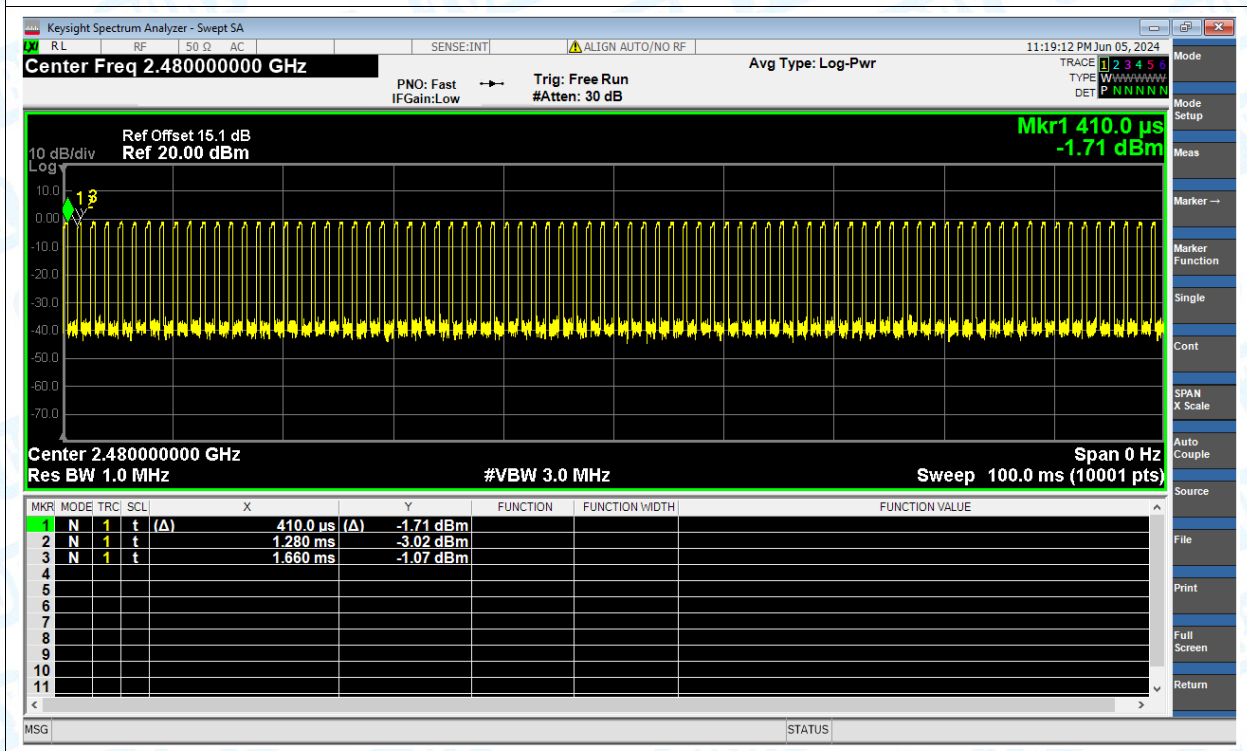 Keysight Spectrum Analyzer - Swept SA
LXI RL RF 50 Ω AC SENSE:INT ALIGN AUTO/NO RF 11:19:12 PM Jun 05, 2024
Center Freq 2.480000000 GHz
PNO: Fast
IFGain:Low
Trig: Free Run
#Atten: 30 dB
Avg Type: Log-Pwr
TRACE 1 2 3 4 5 6
TYPE WWWWWWW
DET P N N N N N
Mkr1 410.0 µs
-1.71 dBm
Ref Offset 15.1 dB
10 dB/div Ref 20.00 dBm
Log
10.0
0.00
-10.0
-20.0
-30.0
-40.0
-50.0
-60.0
-70.0
1 3
Center 2.480000000 GHz Span 0 Hz
Res BW 1.0 MHz #VBW 3.0 MHz Sweep 100.0 ms (10001 pts)
MKR MODE TRC SCL X Y FUNCTION FUNCTION WIDTH FUNCTION VALUE
1 N 1 t (Δ) 410.0 µs (Δ) -1.71 dBm
2 N 1 t 1.280 ms -3.02 dBm
3 N 1 t 1.660 ms -1.07 dBm
4
5
6
7
8
9
10
11
MSG STATUS
Mode
Mode
Setup
Meas
Marker →
Marker
Function
Single
Cont
SPAN
X Scale
Auto
Couple
Source
File
Print
Full
Screen
Return